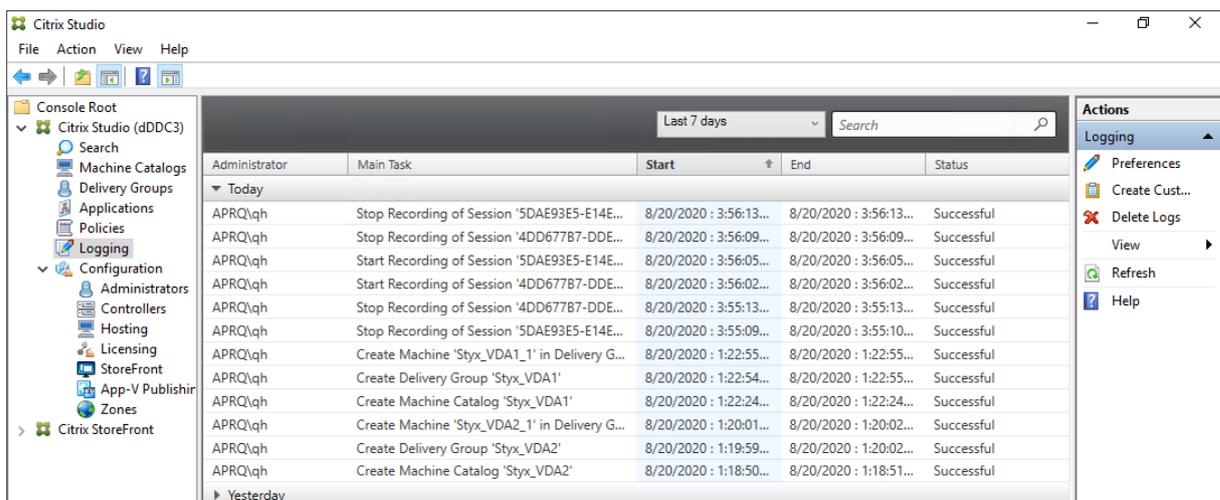 Citrix Studio
File Action View Help
Console Root
Citrix Studio (dDDC3)
Search
Machine Catalogs
Delivery Groups
Applications
Policies
Logging
Configuration
Administrators
Controllers
Hosting
Licensing
StoreFront
App-V Publishin
Zones
Citrix StoreFront
Last 7 days Search
Administrator Main Task Start End Status
Today
APRQ\qh Stop Recording of Session '5DAE93E5-E14E... 8/20/2020 : 3:56:13... 8/20/2020 : 3:56:13... Successful
APRQ\qh Stop Recording of Session '4DD677B7-DDE... 8/20/2020 : 3:56:09... 8/20/2020 : 3:56:09... Successful
APRQ\qh Start Recording of Session '5DAE93E5-E14E... 8/20/2020 : 3:56:05... 8/20/2020 : 3:56:05... Successful
APRQ\qh Start Recording of Session '4DD677B7-DDE... 8/20/2020 : 3:56:02... 8/20/2020 : 3:56:02... Successful
APRQ\qh Stop Recording of Session '4DD677B7-DDE... 8/20/2020 : 3:55:13... 8/20/2020 : 3:55:13... Successful
APRQ\qh Stop Recording of Session '5DAE93E5-E14E... 8/20/2020 : 3:55:09... 8/20/2020 : 3:55:10... Successful
APRQ\qh Create Machine 'Styx_VDA1_1' in Delivery G... 8/20/2020 : 1:22:55... 8/20/2020 : 1:22:55... Successful
APRQ\qh Create Delivery Group 'Styx_VDA1' 8/20/2020 : 1:22:54... 8/20/2020 : 1:22:55... Successful
APRQ\qh Create Machine Catalog 'Styx_VDA1' 8/20/2020 : 1:22:24... 8/20/2020 : 1:22:24... Successful
APRQ\qh Create Machine 'Styx_VDA2_1' in Delivery G... 8/20/2020 : 1:20:01... 8/20/2020 : 1:20:02... Successful
APRQ\qh Create Delivery Group 'Styx_VDA2' 8/20/2020 : 1:19:59... 8/20/2020 : 1:20:02... Successful
APRQ\qh Create Machine Catalog 'Styx_VDA2' 8/20/2020 : 1:18:50... 8/20/2020 : 1:18:51... Successful
Yesterday
Actions
Logging
Preferences
Create Cust...
Delete Logs
View
Refresh
Help